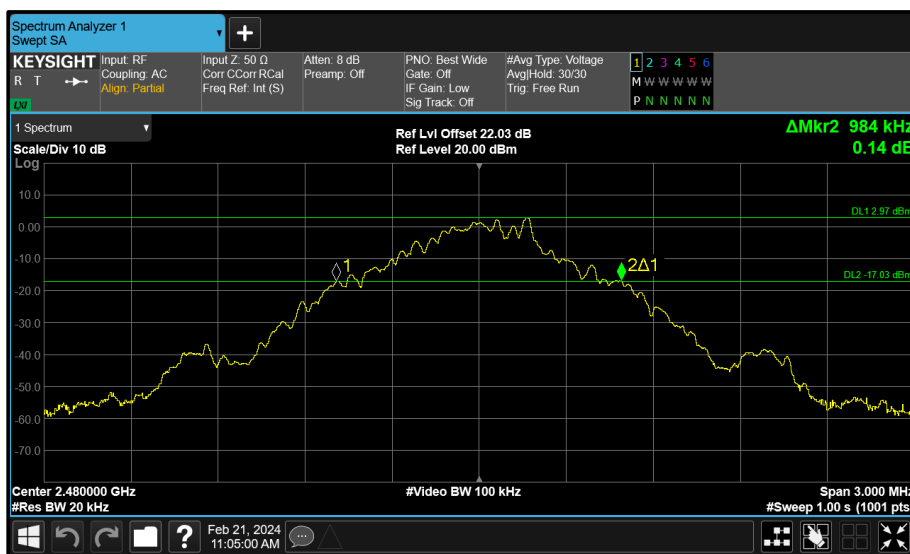 Spectrum Analyzer 1
Swept SA
KEYSIGHT
R T
LXI
Input: RF
Coupling: AC
Align: Partial
Input Z: 50 Ω
Corr CCorr RCal
Freq Ref: Int (S)
Atten: 8 dB
Preamp: Off
PNO: Best Wide
Gate: Off
IF Gain: Low
Sig Track: Off
#Avg Type: Voltage
Avg|Hold: 30/30
Trig: Free Run
1 2 3 4 5 6
M W W W W W
P N N N N N
1 Spectrum
Scale/Div 10 dB
Ref Lvl Offset 22.03 dB
Ref Level 20.00 dBm
ΔMkr2 984 kHz
0.14 dB
Log
10.0
DL1 2.97 dBm
0.00
-10.0
1
2Δ1
DL2 -17.03 dBm
-20.0
-30.0
-40.0
-50.0
-60.0
-70.0
Center 2.480000 GHz
#Video BW 100 kHz
Span 3.000 MHz
#Res BW 20 kHz
#Sweep 1.00 s (1001 pts
?
Feb 21, 2024
11:05:00 AM